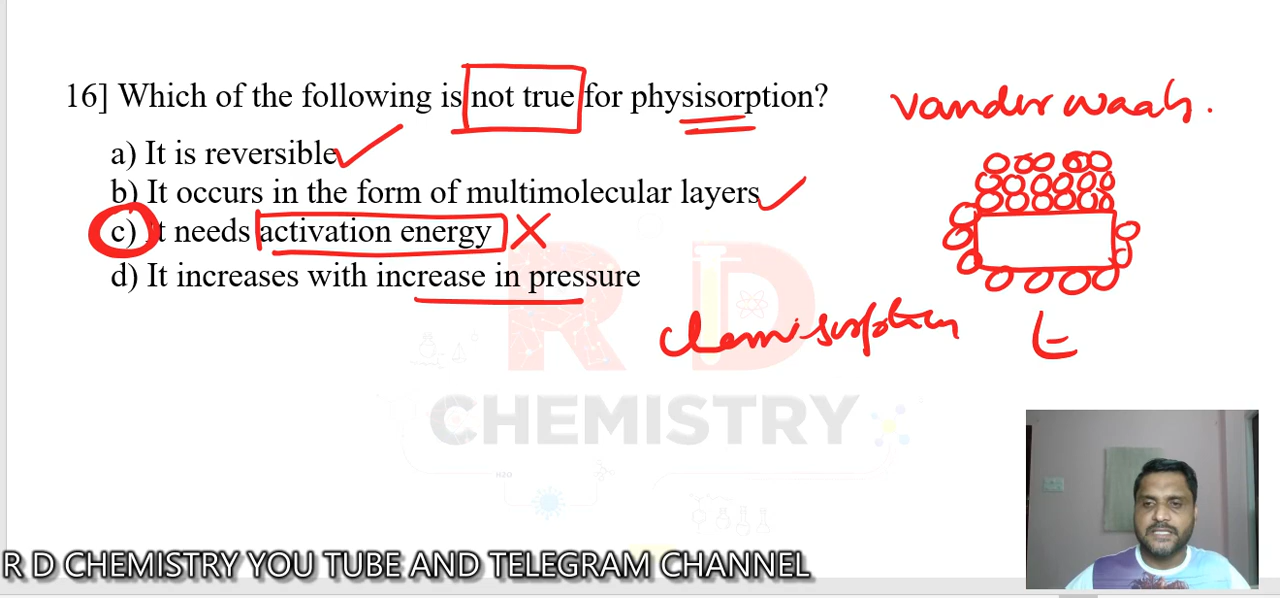 16] Which of the following is not true for physisorption?
vander waals.
a) It is reversible
b) It occurs in the form of multimolecular layers
c) It needs activation energy
d) It increases with increase in pressure
chemisorption
R D
CHEMISTRY
H2O
R D CHEMISTRY YOU TUBE AND TELEGRAM CHANNEL